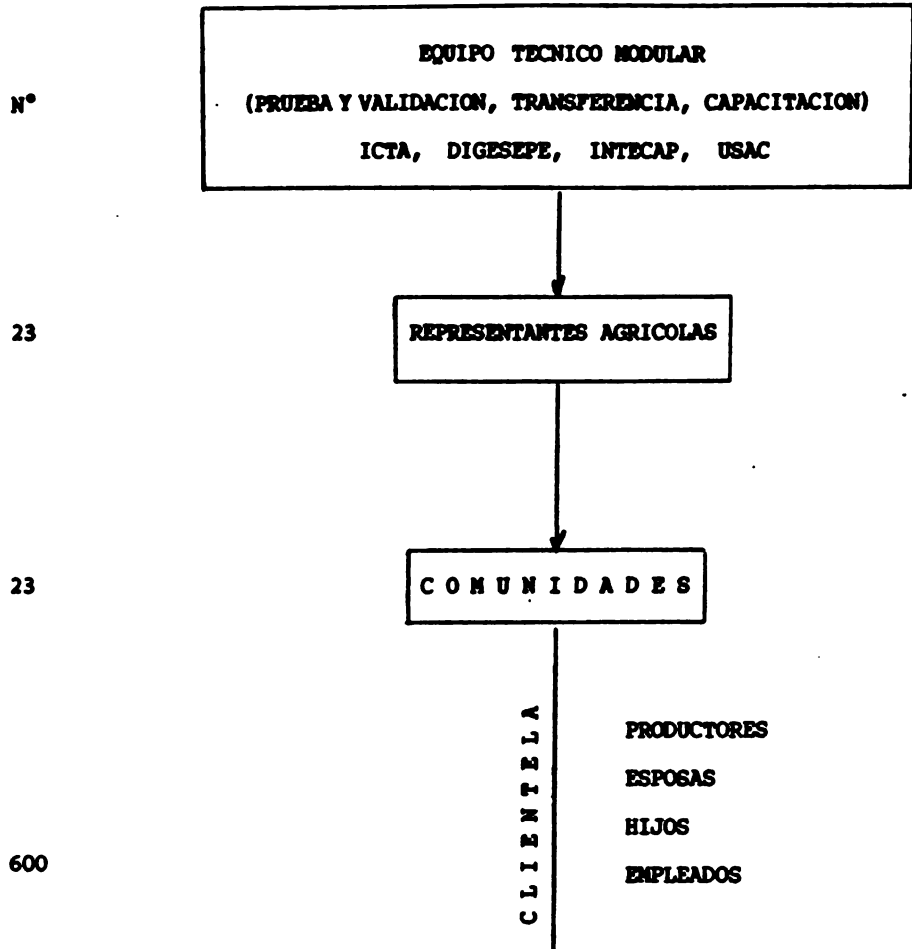 EQUIPO TECNICO MODULAR
N°
(PRUEBA Y VALIDACION, TRANSFERENCIA, CAPACITACION)
ICTA, DIGESEPE, INTECAP, USAC
23
REPRESENTANTES AGRICOLAS
23
C O M U N I D A D E S
C L I E N T E L A
PRODUCTORES
ESPOSAS
HIJOS
600
EMPLEADOS